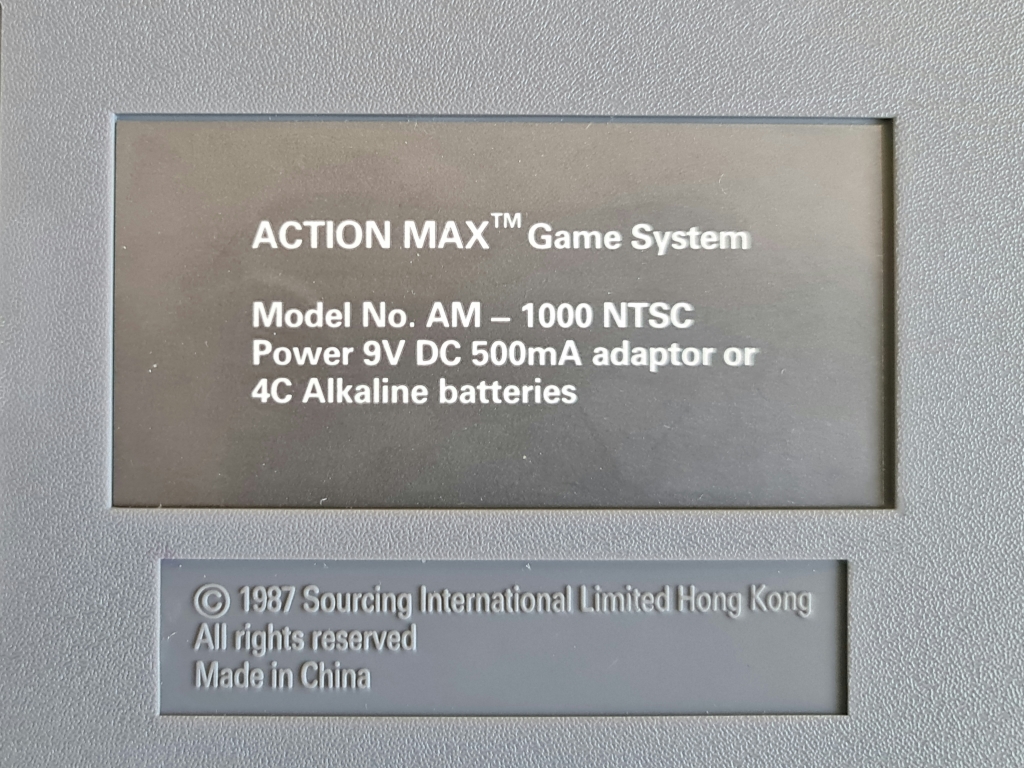 ACTION MAX™ Game System
Model No. AM – 1000 NTSC
Power 9V DC 500mA adaptor or
4C Alkaline batteries
© 1987 Sourcing International Limited Hong Kong
All rights reserved
Made in China